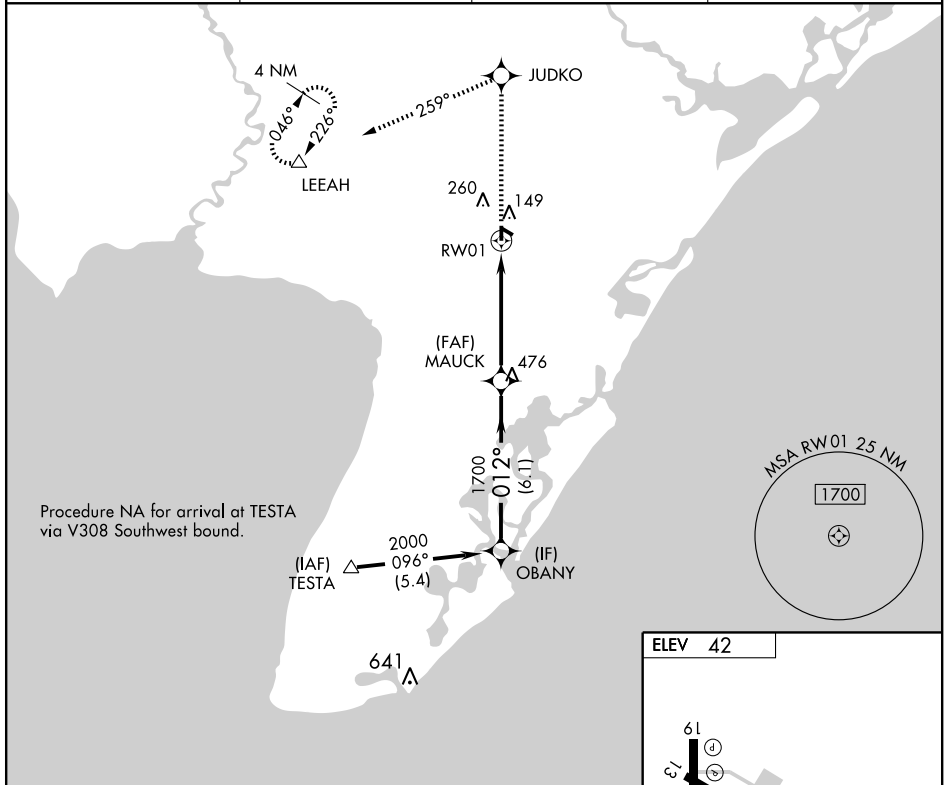 JUDKO
4 NM
259°
046°
226°
LEEAH
260
149
RW01
(FAF)
MAUCK
476
1700
012°
(6.1)
MSA RW01 25 NM
1700
Procedure NA for arrival at TESTA
via V308 Southwest bound.
2000
096°
(5.4)
(IAF)
TESTA
(IF)
OBANY
641
ELEV 42
19
P
13
P